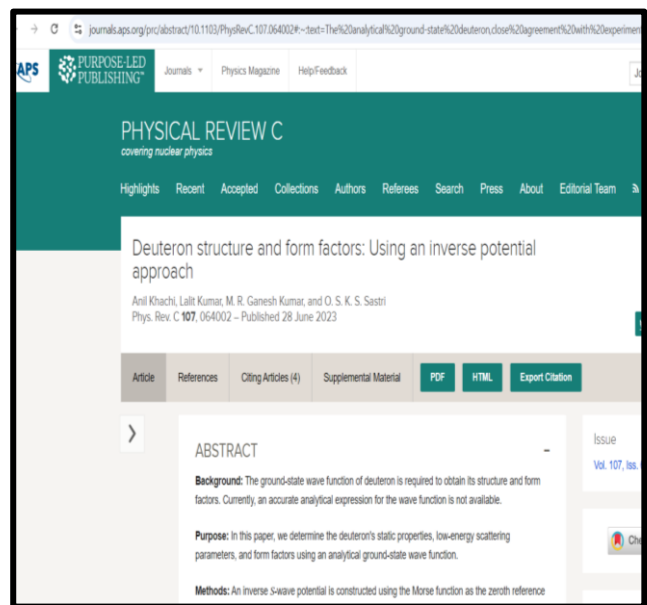 journals.aps.org/prc/abstract/10.1103/PhysRevC.107.064002#:~:text=The%20analytical%20ground-state%20deuteron,close%20agreement%20with%20experimen
APS PURPOSE-LED PUBLISHING™ Journals Physics Magazine Help/Feedback
PHYSICAL REVIEW C
covering nuclear physics
Highlights Recent Accepted Collections Authors Referees Search Press About Editorial Team
Deuteron structure and form factors: Using an inverse potential
approach
Anil Khachi, Lalit Kumar, M. R. Ganesh Kumar, and O. S. K. S. Sastri
Phys. Rev. C 107, 064002 – Published 28 June 2023
Article References Citing Articles (4) Supplemental Material PDF HTML Export Citation
ABSTRACT
Issue
Vol. 107, Iss.
Background: The ground-state wave function of deuteron is required to obtain its structure and form
factors. Currently, an accurate analytical expression for the wave function is not available.
Purpose: In this paper, we determine the deuteron's static properties, low-energy scattering
parameters, and form factors using an analytical ground-state wave function.
Che
Methods: An inverse S-wave potential is constructed using the Morse function as the zeroth reference